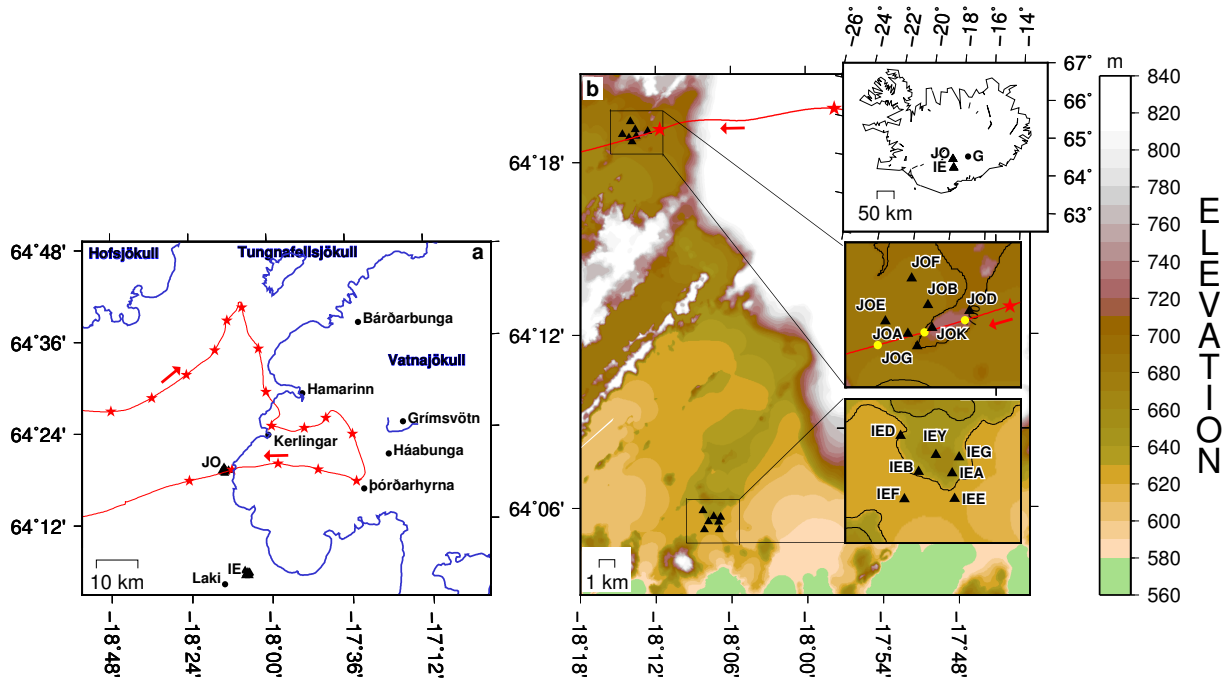 a
Hofsjökull
Tungnafellsjökull
Bárðarbunga
Vatnajökull
Hamarinn
Grímsvötn
Kerlingar
Háabunga
JO
þórðarhyrna
IE
Laki
10 km
64˚48'
64˚36'
64˚24'
64˚12'
−18˚48'
−18˚24'
−18˚00'
−17˚36'
−17˚12'
b
64˚18'
64˚12'
64˚06'
1 km
−18˚18'
−18˚12'
−18˚06'
−18˚00'
−17˚54'
−17˚48'
−26˚
−24˚
−22˚
−20˚
−18˚
−16˚
−14˚
67˚
66˚
65˚
64˚
63˚
JO
IE
G
50 km
JOF
JOB
JOE
JOD
JOA
JOK
JOG
IED
IEY
IEG
IEB
IEA
IEF
IEE
m
840
820
800
780
760
740
720
700
680
660
640
620
600
580
560
ELEVATION